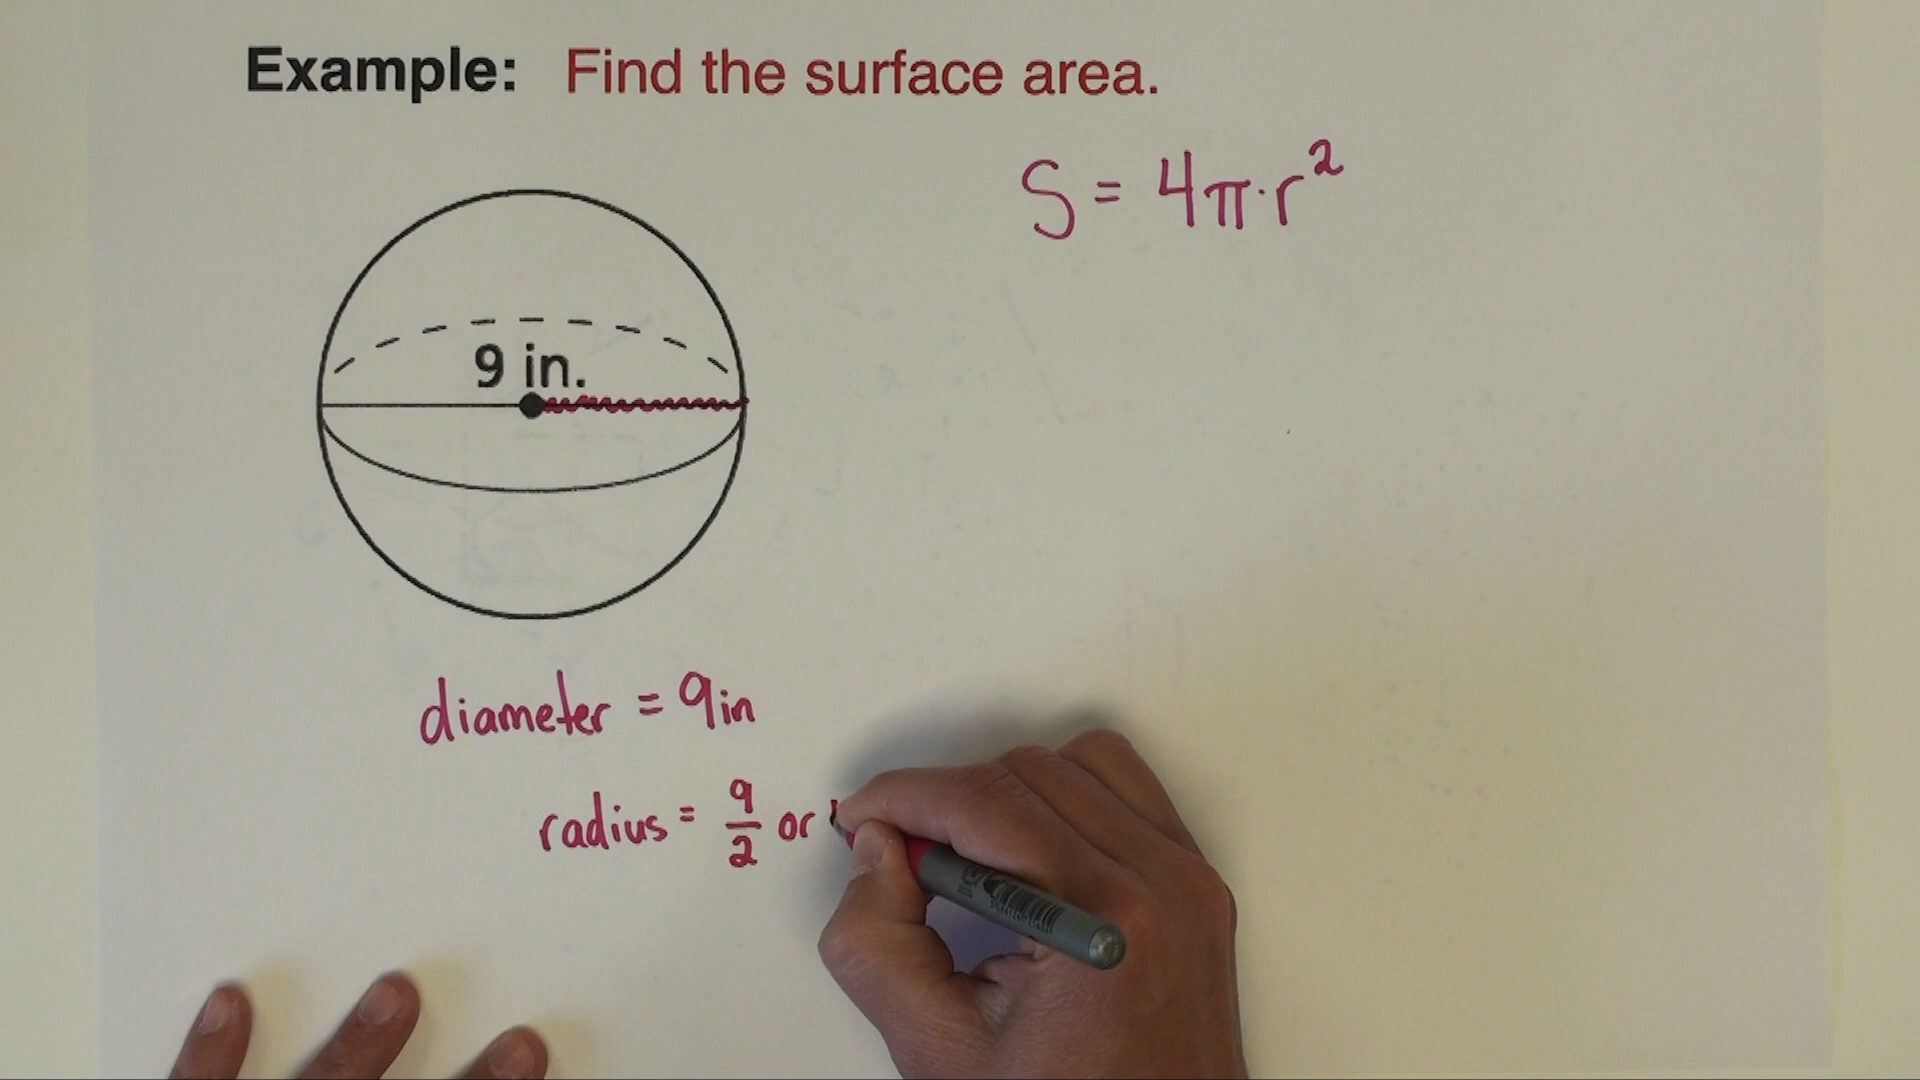 Example: Find the surface area.
S = 4π·r²
9 in.
diameter = 9in
radius = 9/2 or